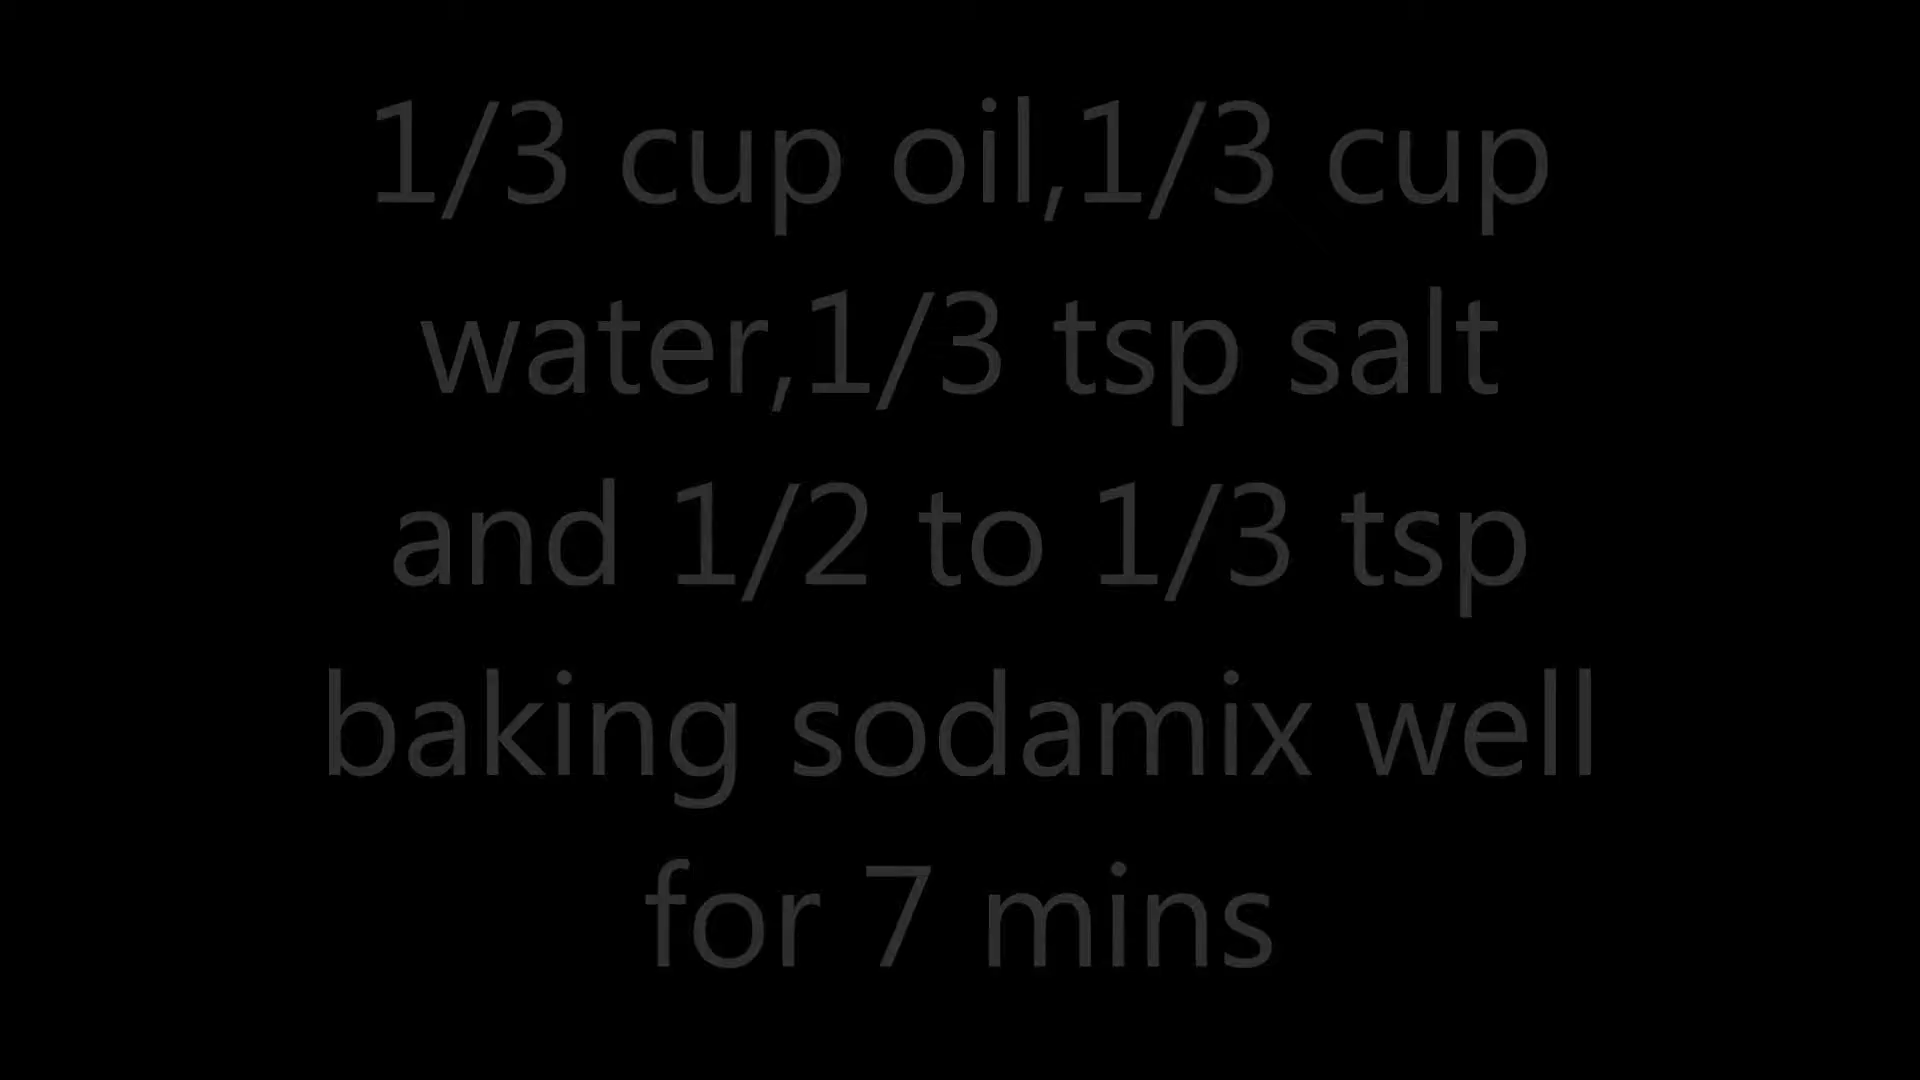 1/3 cup oil,1/3 cup
water,1/3 tsp salt
and 1/2 to 1/3 tsp
baking sodamix well
for 7 mins